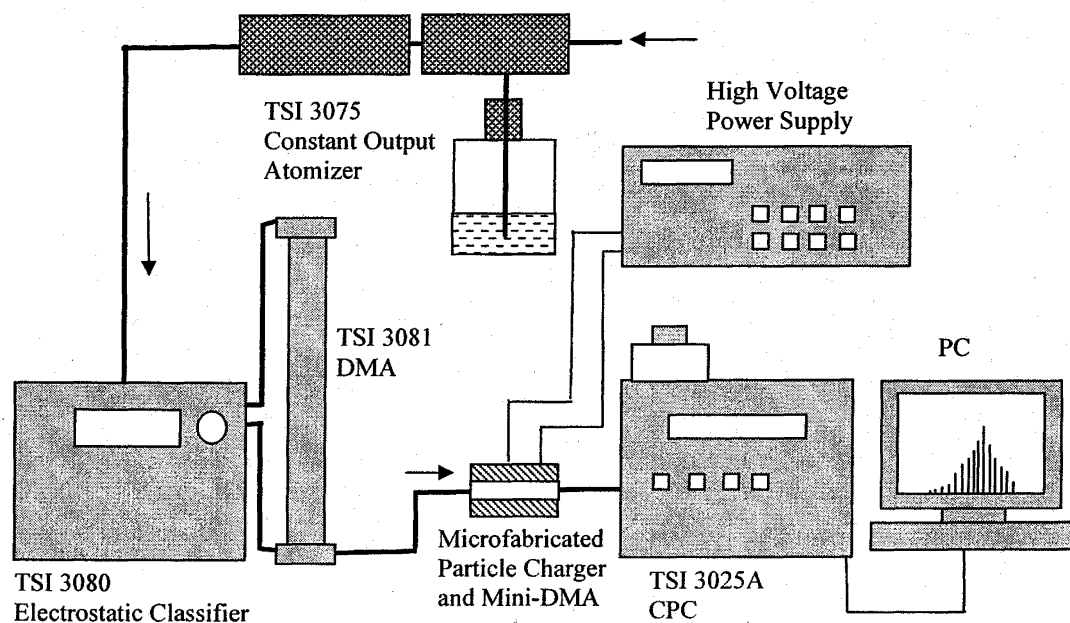 TSI 3075
Constant Output
Atomizer
High Voltage
Power Supply
TSI 3081
DMA
PC
Microfabricated
Particle Charger
and Mini-DMA
TSI 3025A
CPC
TSI 3080
Electrostatic Classifier